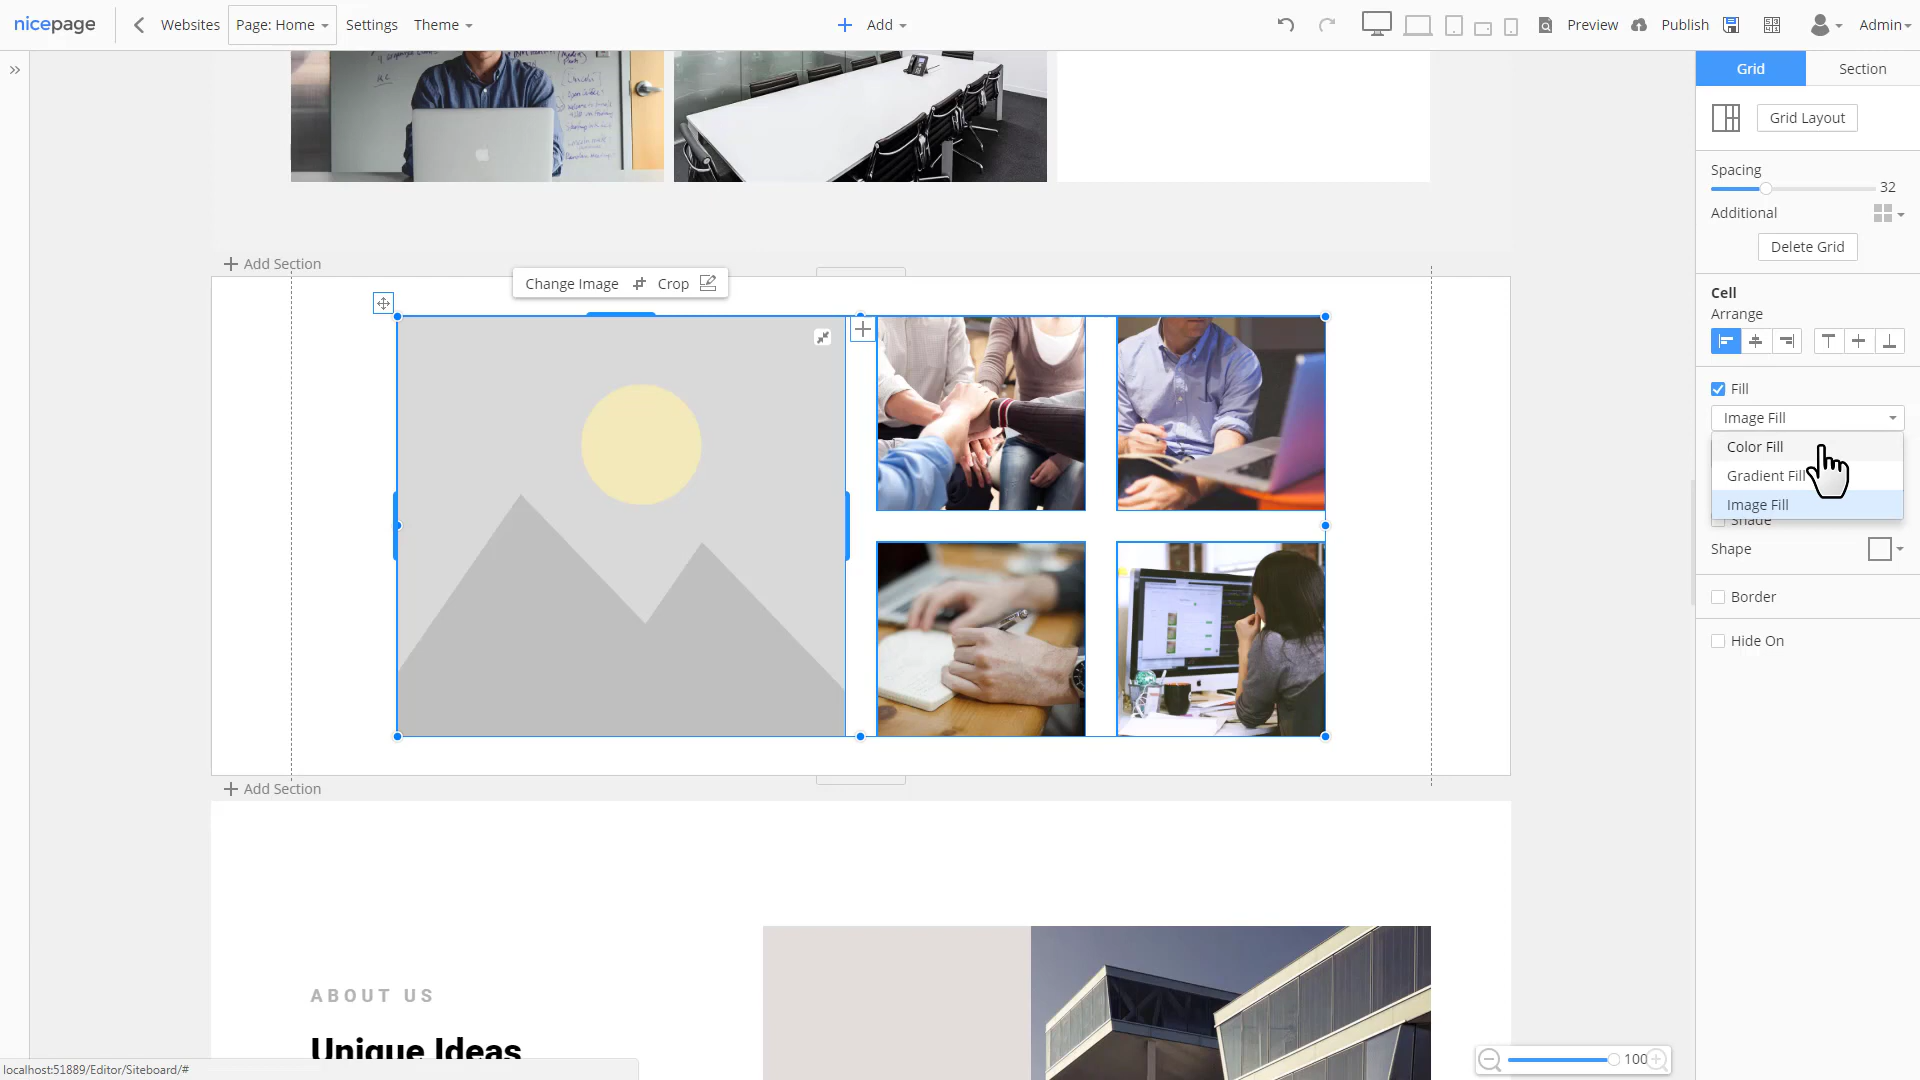 nicepage
Websites
Page: Home
Settings
Theme
Add
Preview
Publish
Admin
Grid
Section
Grid Layout
Spacing
32
Additional
Delete Grid
Add Section
Change Image
Crop
Cell
Arrange
Fill
Image Fill
Color Fill
Gradient Fill
Image Fill
Shade
Shape
Border
Hide On
Add Section
ABOUT US
Unique Ideas
100
localhost:51889/Editor/Siteboard/#